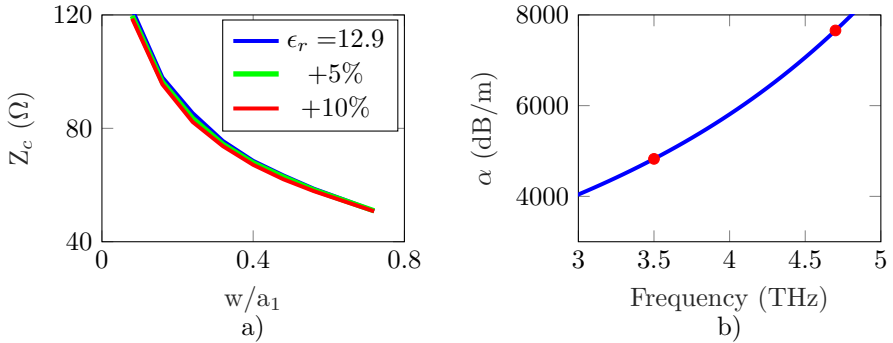 120
80
40
Z_c (Ω)
ϵ_r =12.9
+5%
+10%
0
0.4
0.8
w/a_1
a)
8000
6000
4000
α (dB/m)
3
3.5
4
4.5
5
Frequency (THz)
b)